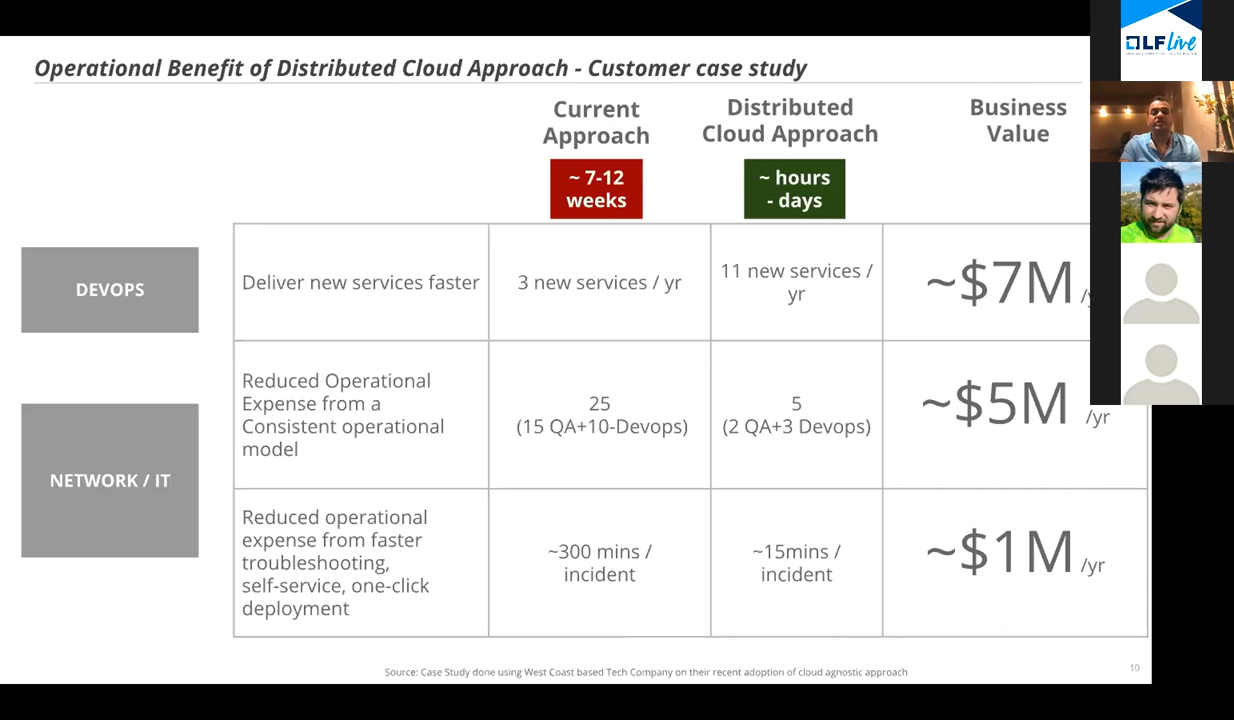 Operational Benefit of Distributed Cloud Approach - Customer case study
LF Live
Current
Approach
Distributed
Cloud Approach
Business
Value
~ 7-12
weeks
~ hours
- days
DEVOPS
Deliver new services faster
3 new services / yr
11 new services /
yr
~$7M
NETWORK / IT
Reduced Operational
Expense from a
Consistent operational
model
25
(15 QA+10-Devops)
5
(2 QA+3 Devops)
~$5M /yr
Reduced operational
expense from faster
troubleshooting,
self-service, one-click
deployment
~300 mins /
incident
~15mins /
incident
~$1M /yr
Source: Case Study done using West Coast based Tech Company on their recent adoption of cloud agnostic approach
10